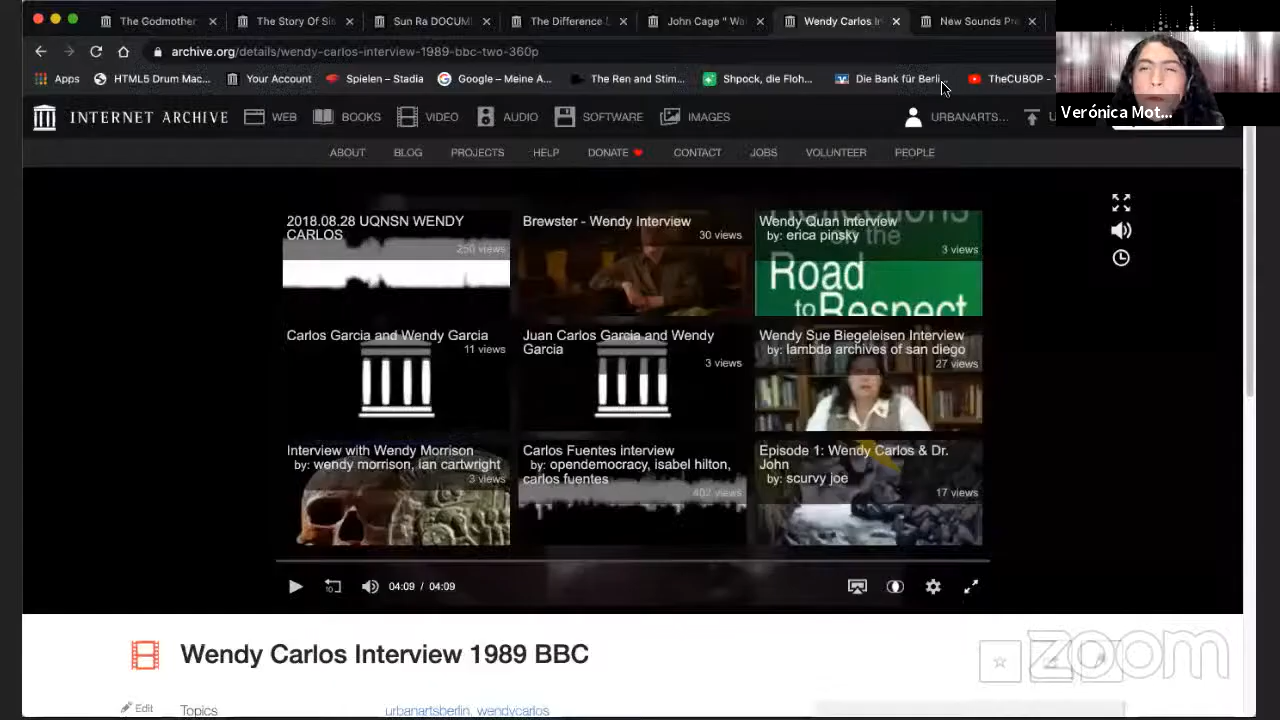 The Godmother
The Story Of Sis
Sun Ra DOCUM
The Difference
John Cage " Wa
Wendy Carlos In
New Sounds Pre
archive.org/details/wendy-carlos-interview-1989-bbc-two-360p
Apps
HTML5 Drum Mac...
Your Account
Spielen – Stadia
Google – Meine A...
The Ren and Stim...
Shpock, die Floh...
Die Bank für Berli...
TheCUBOP -
Verónica Mot...
INTERNET ARCHIVE
WEB
BOOKS
VIDEO
AUDIO
SOFTWARE
IMAGES
URBANARTS...
ABOUT
BLOG
PROJECTS
HELP
DONATE
CONTACT
JOBS
VOLUNTEER
PEOPLE
2018.08.28 UQNSN WENDY
CARLOS
250 views
Brewster - Wendy Interview
30 views
Wendy Quan interview
by: erica pinsky
3 views
on the
Road
to Respect
Carlos Garcia and Wendy Garcia
11 views
Juan Carlos Garcia and Wendy
Garcia
3 views
Wendy Sue Biegeleisen Interview
by: lambda archives of san diego
27 views
Interview with Wendy Morrison
by: wendy morrison, ian cartwright
3 views
Carlos Fuentes interview
by: opendemocracy, isabel hilton,
carlos fuentes
402 views
Episode 1: Wendy Carlos & Dr.
John
by: scurvy joe
17 views
10
04:09 / 04:09
Wendy Carlos Interview 1989 BBC
zoom
Edit
Topics
urbanartsberlin, wendycarlos